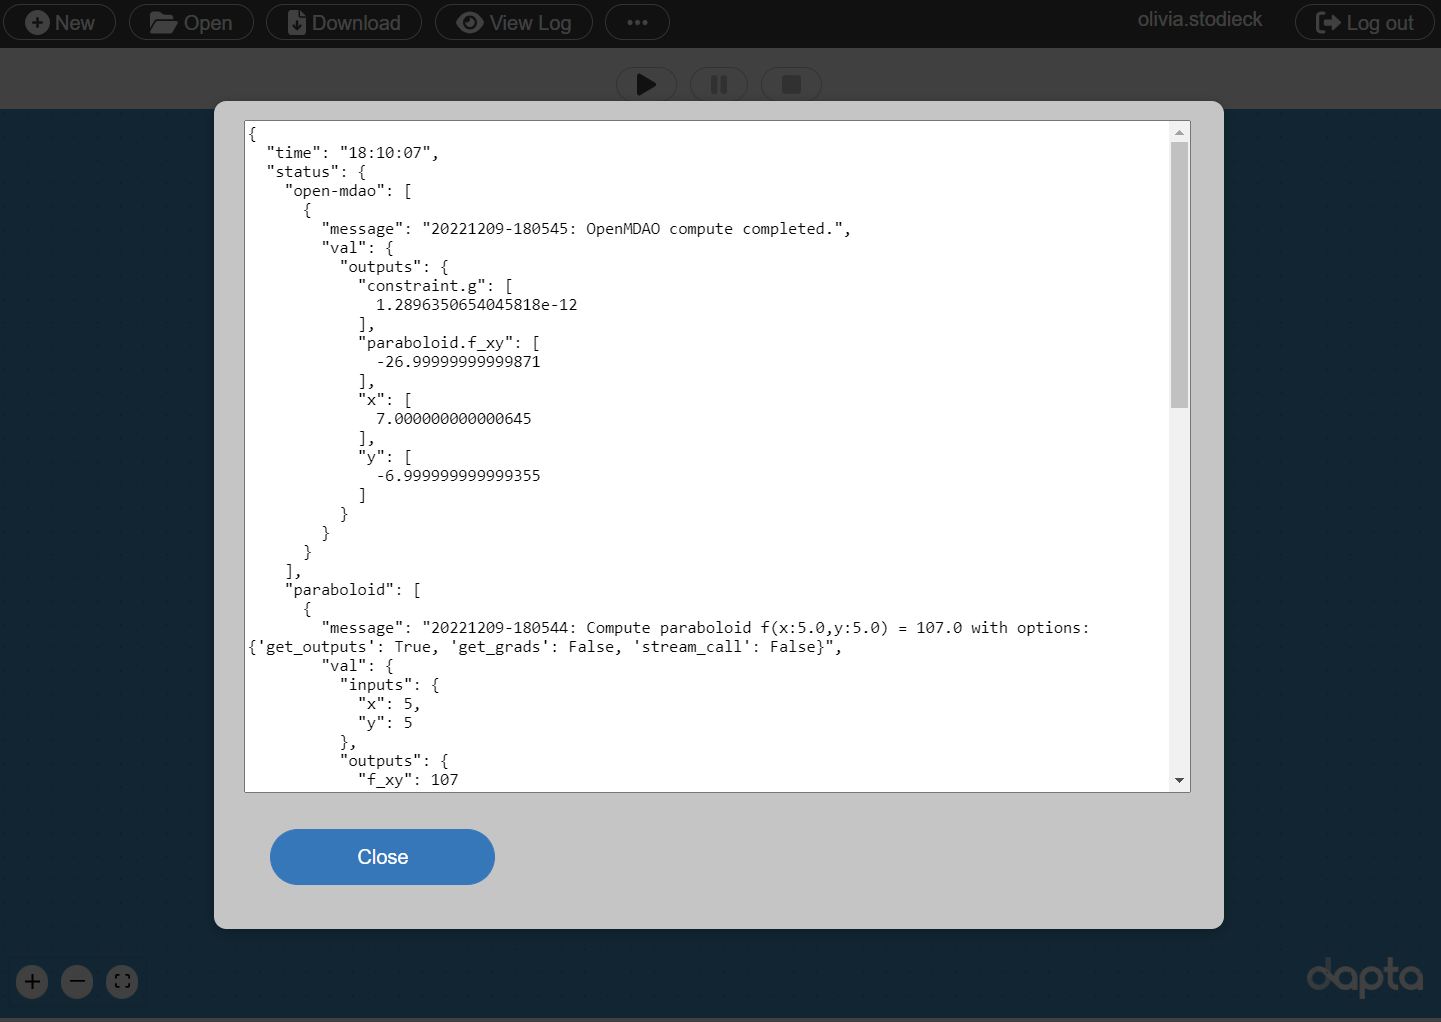 New Open Download View Log ••• olivia.stodieck Log out
{
  "time": "18:10:07",
  "status": {
    "open-mdao": [
      {
        "message": "20221209-180545: OpenMDAO compute completed.",
        "val": {
          "outputs": {
            "constraint.g": [
              1.2896350654045818e-12
            ],
            "paraboloid.f_xy": [
              -26.99999999999871
            ],
            "x": [
              7.000000000000645
            ],
            "y": [
              -6.999999999999355
            ]
          }
        }
      }
    ],
    "paraboloid": [
      {
        "message": "20221209-180544: Compute paraboloid f(x:5.0,y:5.0) = 107.0 with options:
{'get_outputs': True, 'get_grads': False, 'stream_call': False}",
        "val": {
          "inputs": {
            "x": 5,
            "y": 5
          },
          "outputs": {
            "f_xy": 107
Close
dapta